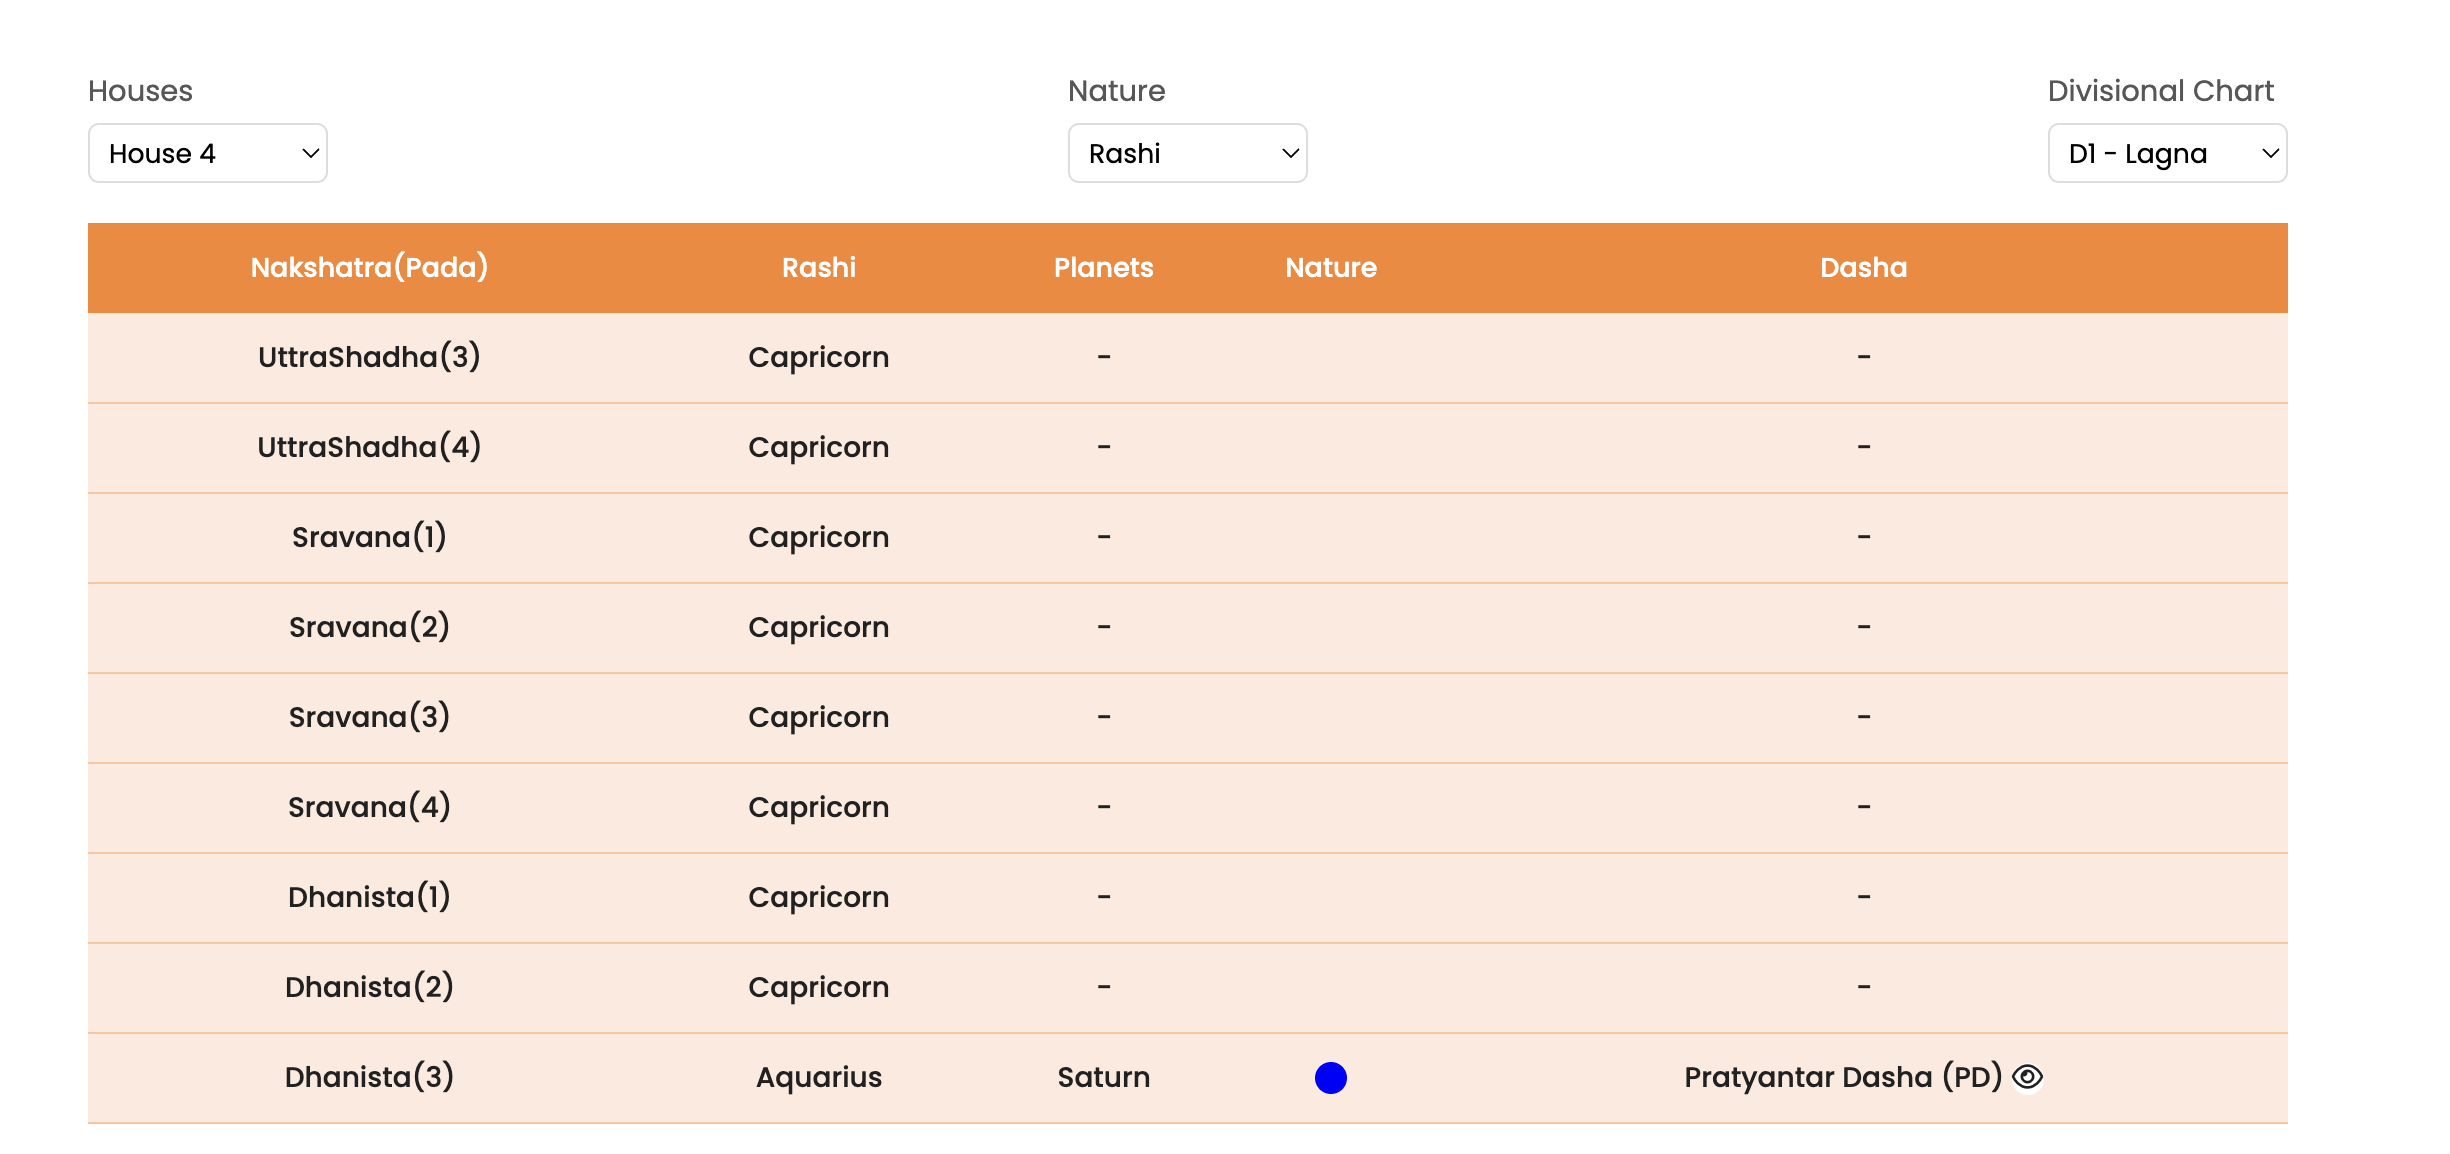 Houses Nature Divisional Chart
House 4 Rashi D1 - Lagna
Nakshatra(Pada) Rashi Planets Nature Dasha
UttraShadha(3) Capricorn - -
UttraShadha(4) Capricorn - -
Sravana(1) Capricorn - -
Sravana(2) Capricorn - -
Sravana(3) Capricorn - -
Sravana(4) Capricorn - -
Dhanista(1) Capricorn - -
Dhanista(2) Capricorn - -
Dhanista(3) Aquarius Saturn Pratyantar Dasha (PD)